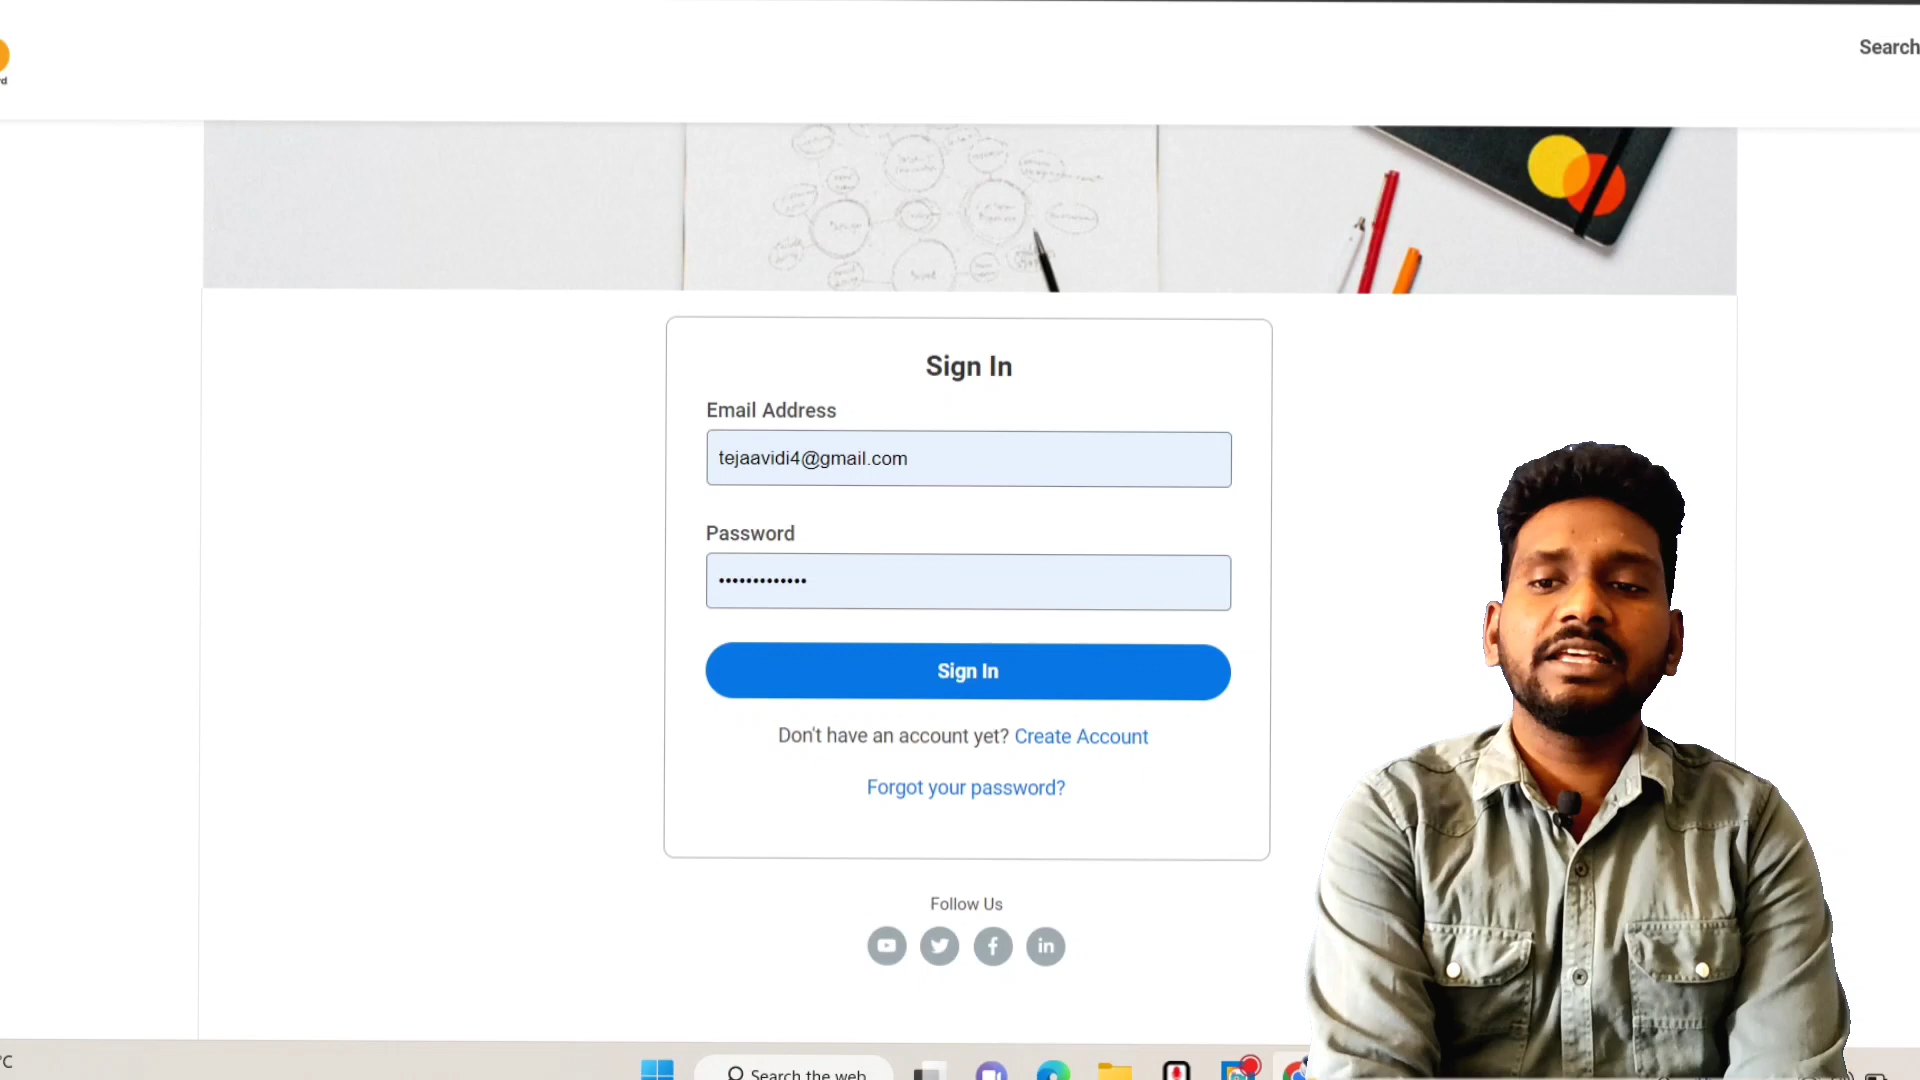 Search
Sign In
Email Address
tejaavidi4@gmail.com
Password
•••••••••••••
Sign In
Don't have an account yet? Create Account
Forgot your password?
Follow Us
Search the web